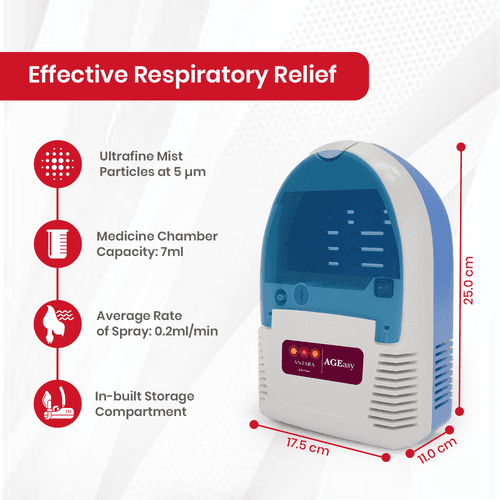 Effective Respiratory Relief
Ultrafine Mist
Particles at 5 µm
Medicine Chamber
Capacity: 7ml
Average Rate
of Spray: 0.2ml/min
In-built Storage
Compartment
ANTARA
AGEasy
25.0 cm
17.5 cm
11.0 cm